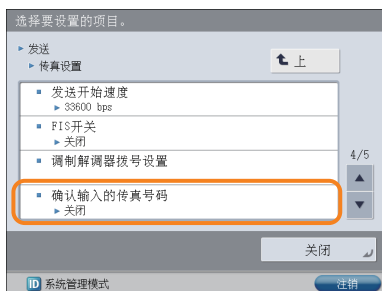 选择要设置的项目。
▶ 发送
▶ 传真设置
上
▪ 发送开始速度
▶ 33600 bps
▪ FIS开关
▶ 关闭
▪ 调制解调器拨号设置
▪ 确认输入的传真号码
▶ 关闭
4/5
关闭
ID 系统管理模式
注销